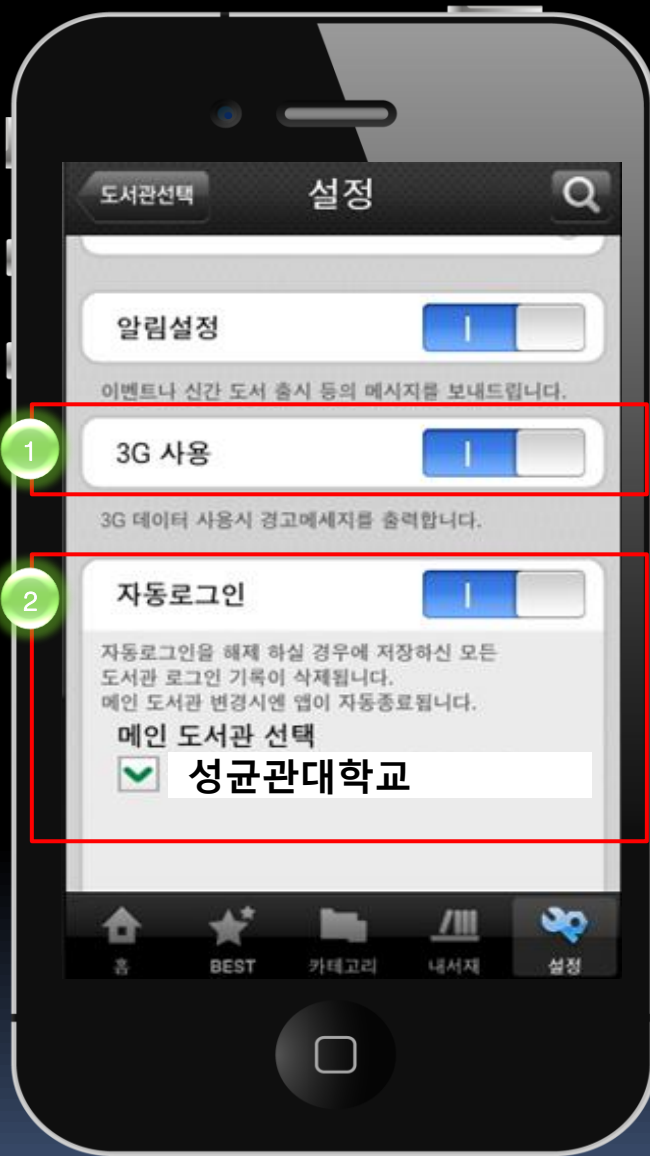 도서관선택
설정
알림설정
이벤트나 신간 도서 출시 등의 메시지를 보내드립니다.
1
3G 사용
3G 데이터 사용시 경고메세지를 출력합니다.
2
자동로그인
자동로그인을 해제 하실 경우에 저장하신 모든
도서관 로그인 기록이 삭제됩니다.
메인 도서관 변경시엔 앱이 자동종료됩니다.
메인 도서관 선택
성균관대학교
홈 BEST 카테고리 내서재 설정